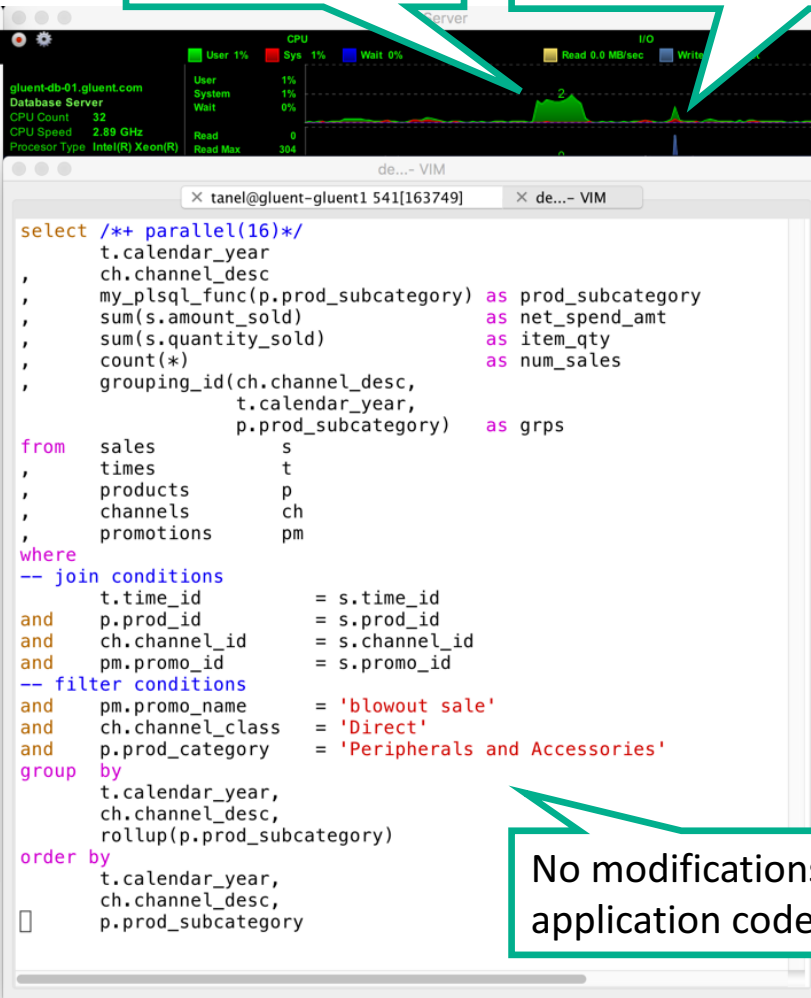 Server
CPU
I/O
User 1% Sys 1% Wait 0% Read 0.0 MB/sec
gluent-db-01.gluent.com
Database Server
CPU Count 32
CPU Speed 2.89 GHz
Procesor Type Intel(R) Xeon(R)
User 1%
System 1%
Wait 0%
Read 0
Read Max 304
2
0
de...- VIM
× tanel@gluent-gluent1 541[163749] × de...- VIM
select /*+ parallel(16)*/
t.calendar_year
, ch.channel_desc
, my_plsql_func(p.prod_subcategory) as prod_subcategory
, sum(s.amount_sold) as net_spend_amt
, sum(s.quantity_sold) as item_qty
, count(*) as num_sales
, grouping_id(ch.channel_desc,
t.calendar_year,
p.prod_subcategory) as grps
from sales s
, times t
, products p
, channels ch
, promotions pm
where
-- join conditions
t.time_id = s.time_id
and p.prod_id = s.prod_id
and ch.channel_id = s.channel_id
and pm.promo_id = s.promo_id
-- filter conditions
and pm.promo_name = 'blowout sale'
and ch.channel_class = 'Direct'
and p.prod_category = 'Peripherals and Accessories'
group by
t.calendar_year,
ch.channel_desc,
rollup(p.prod_subcategory)
order by
t.calendar_year,
ch.channel_desc,
p.prod_subcategory
No modifications
application code